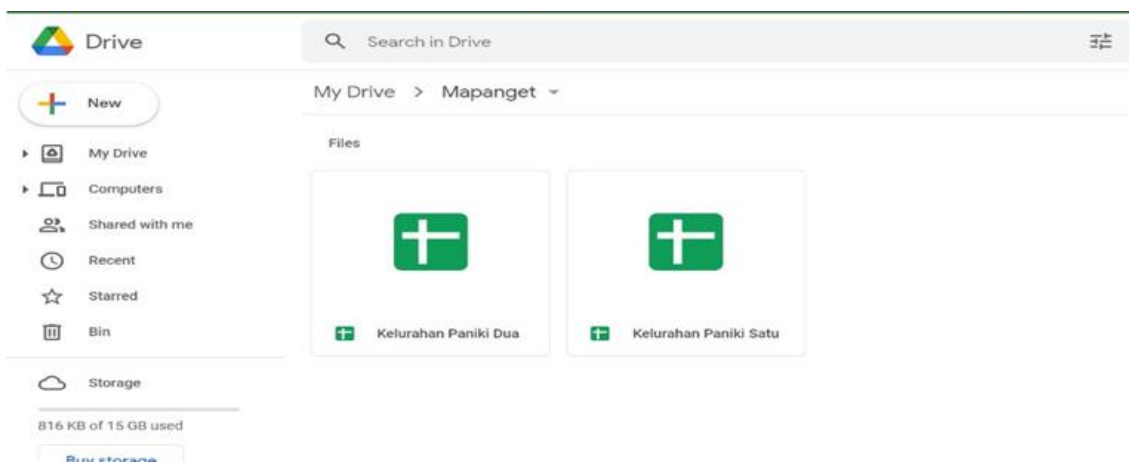 Drive
Search in Drive
New
My Drive > Mapanget
My Drive
Computers
Shared with me
Recent
Starred
Bin
Storage
816 KB of 15 GB used
Buy storage
Files
Kelurahan Paniki Dua
Kelurahan Paniki Satu